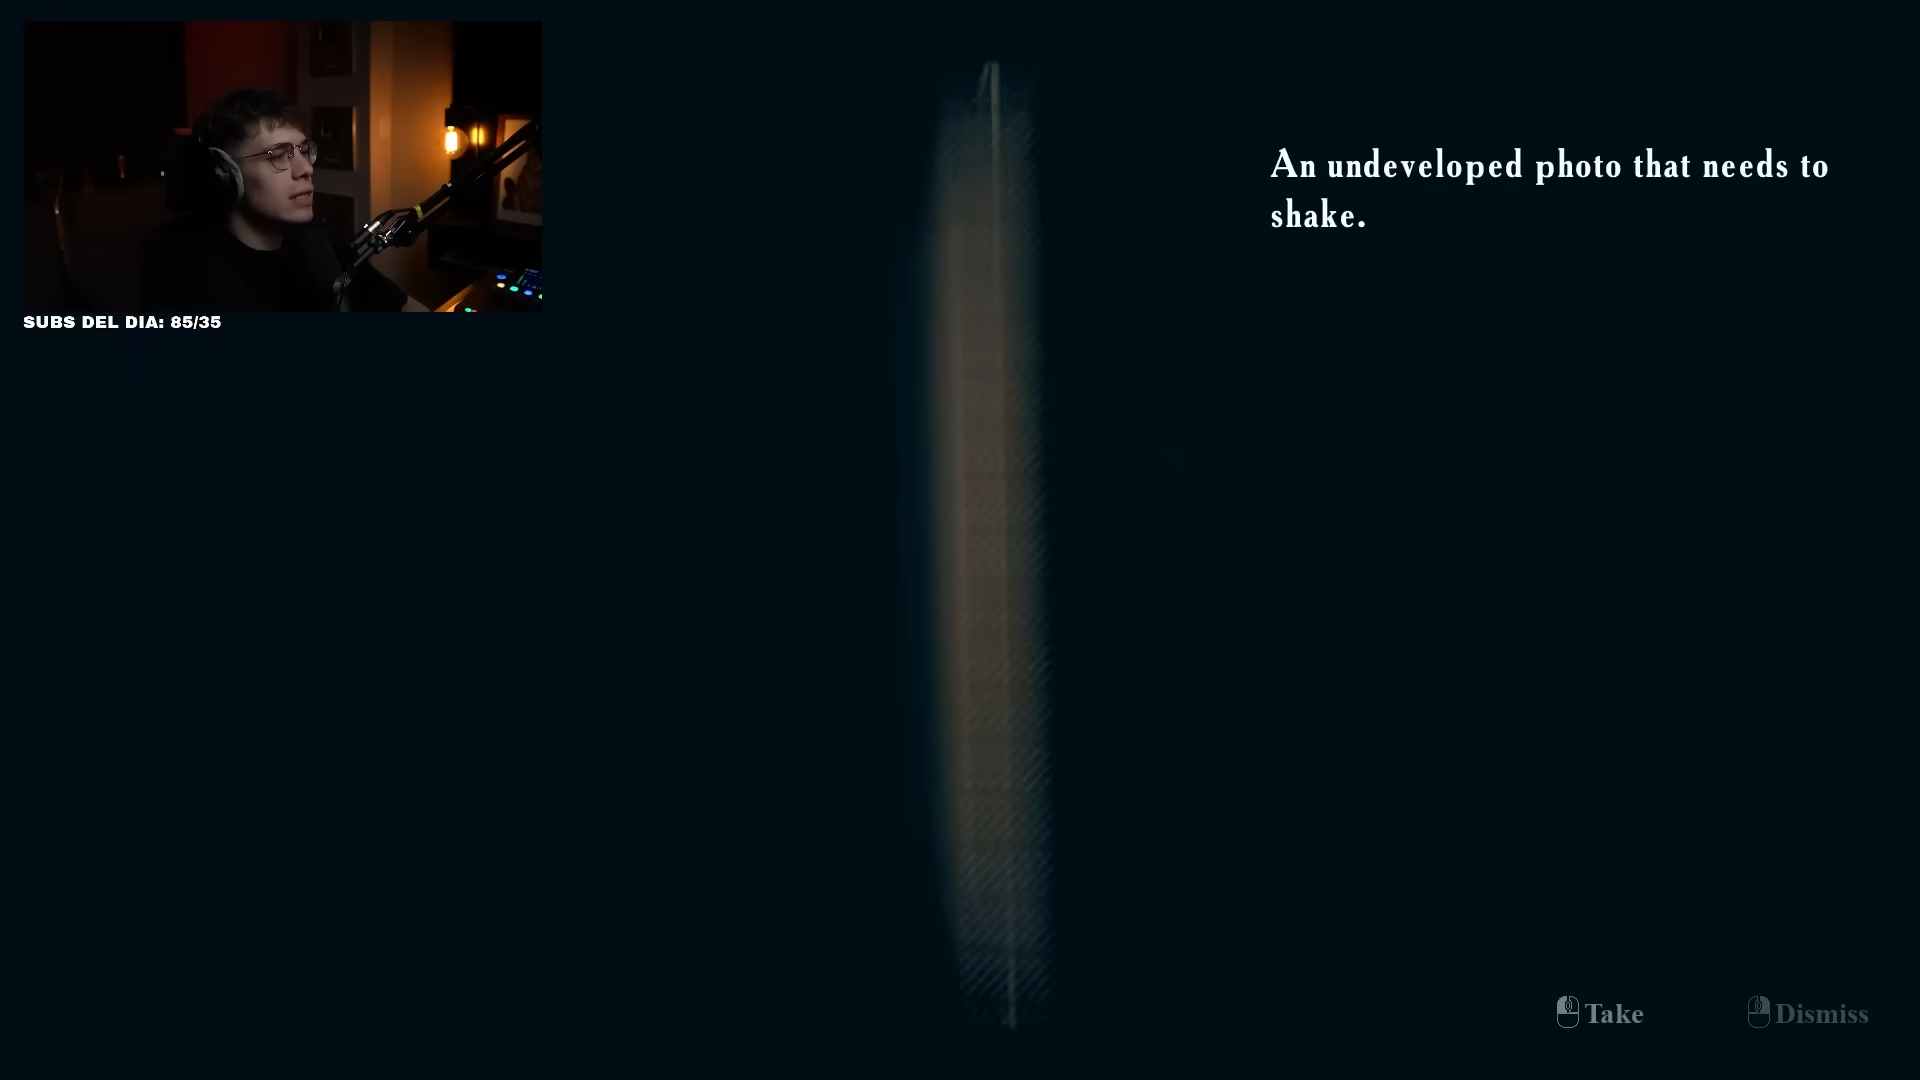 SUBS DEL DIA: 85/35
An undeveloped photo that needs to
shake.
Take
Dismiss